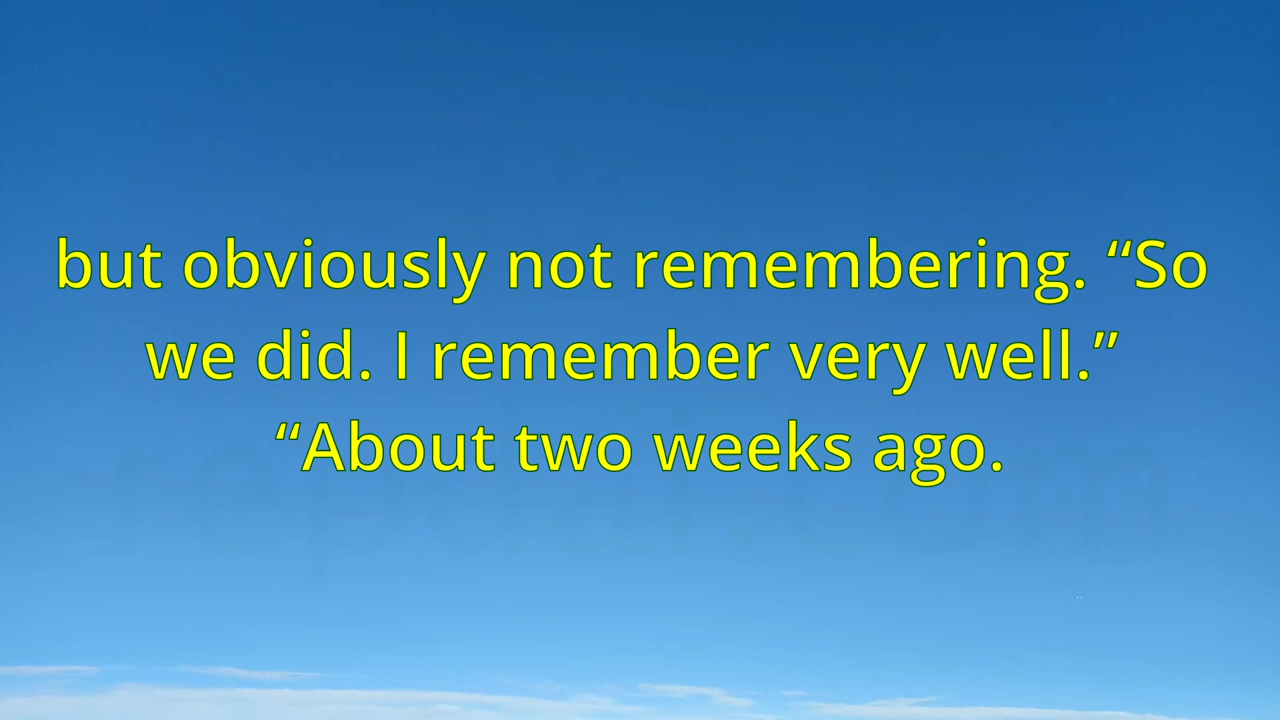 but obviously not remembering. “So
we did. I remember very well.”
“About two weeks ago.